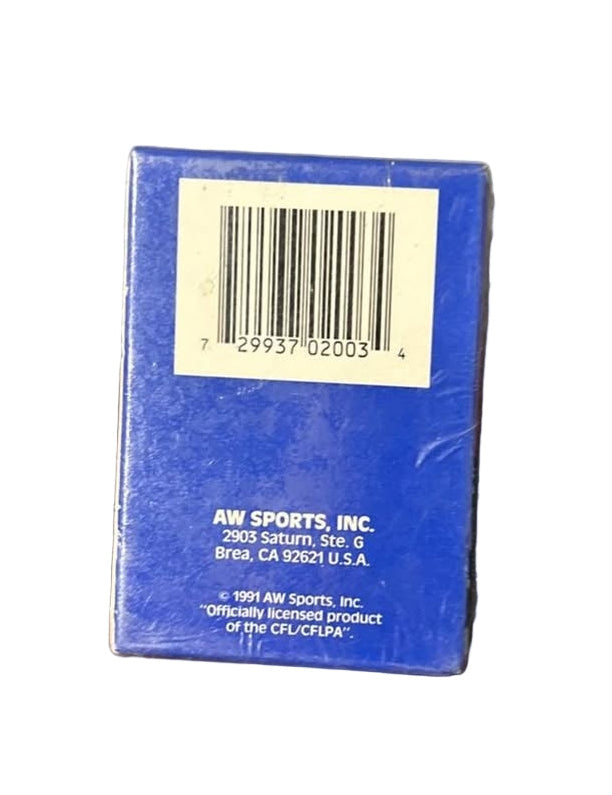 7 29937 02003 4
AW SPORTS, INC.
2903 Saturn, Ste. G
Brea, CA 92621 U.S.A.
© 1991 AW Sports, Inc.
"Officially licensed product
of the CFL/CFLPA".